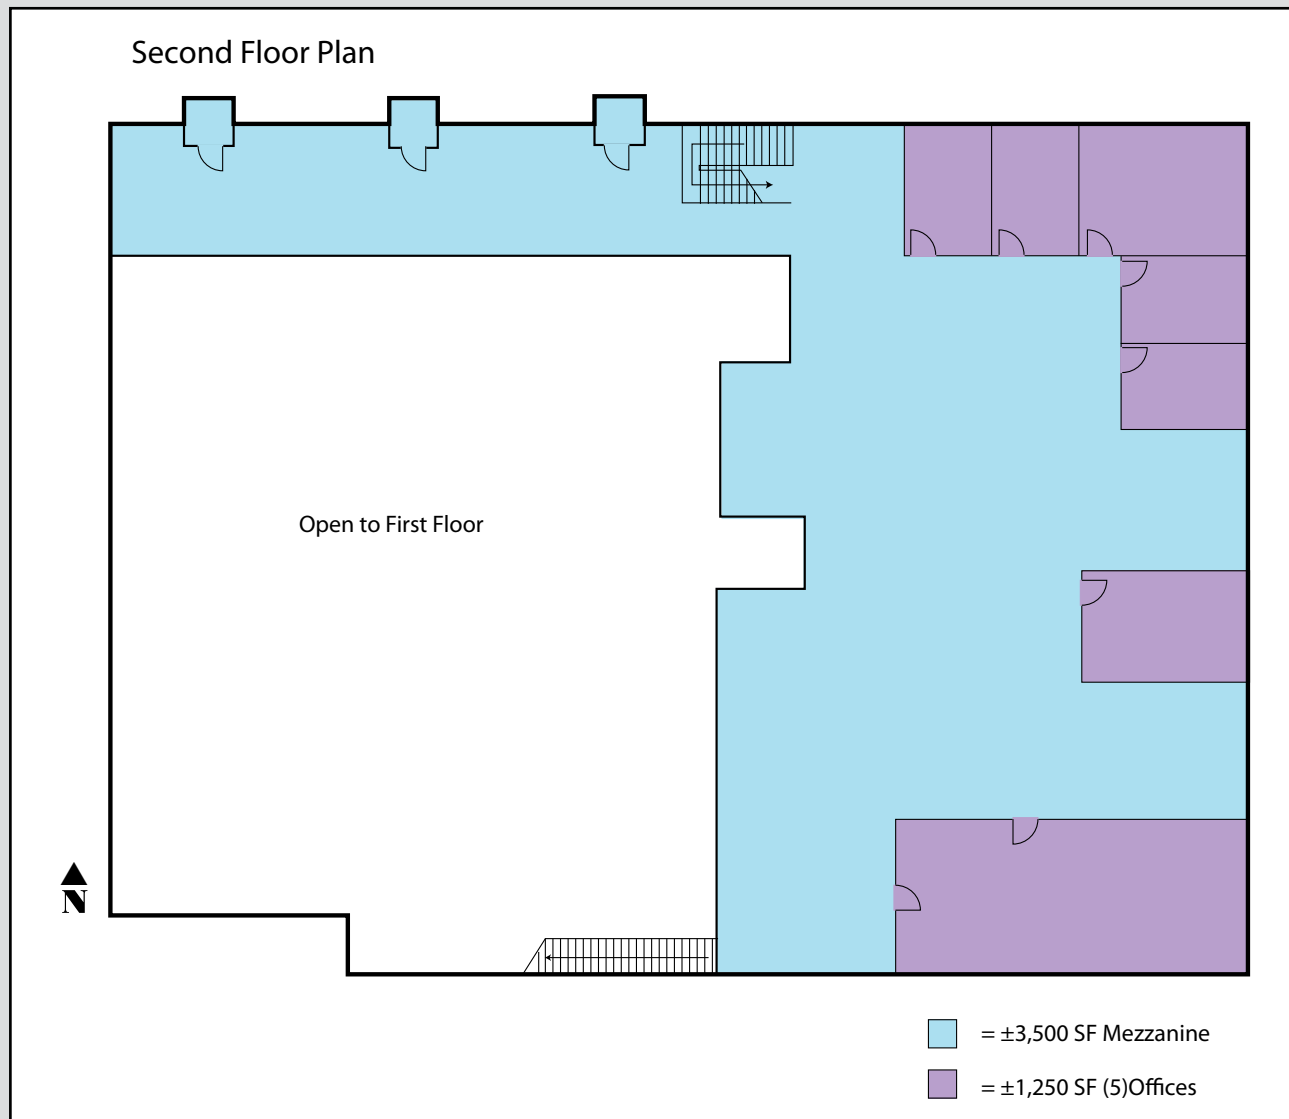 Second Floor Plan
Open to First Floor
N
= ±3,500 SF Mezzanine
= ±1,250 SF (5)Offices